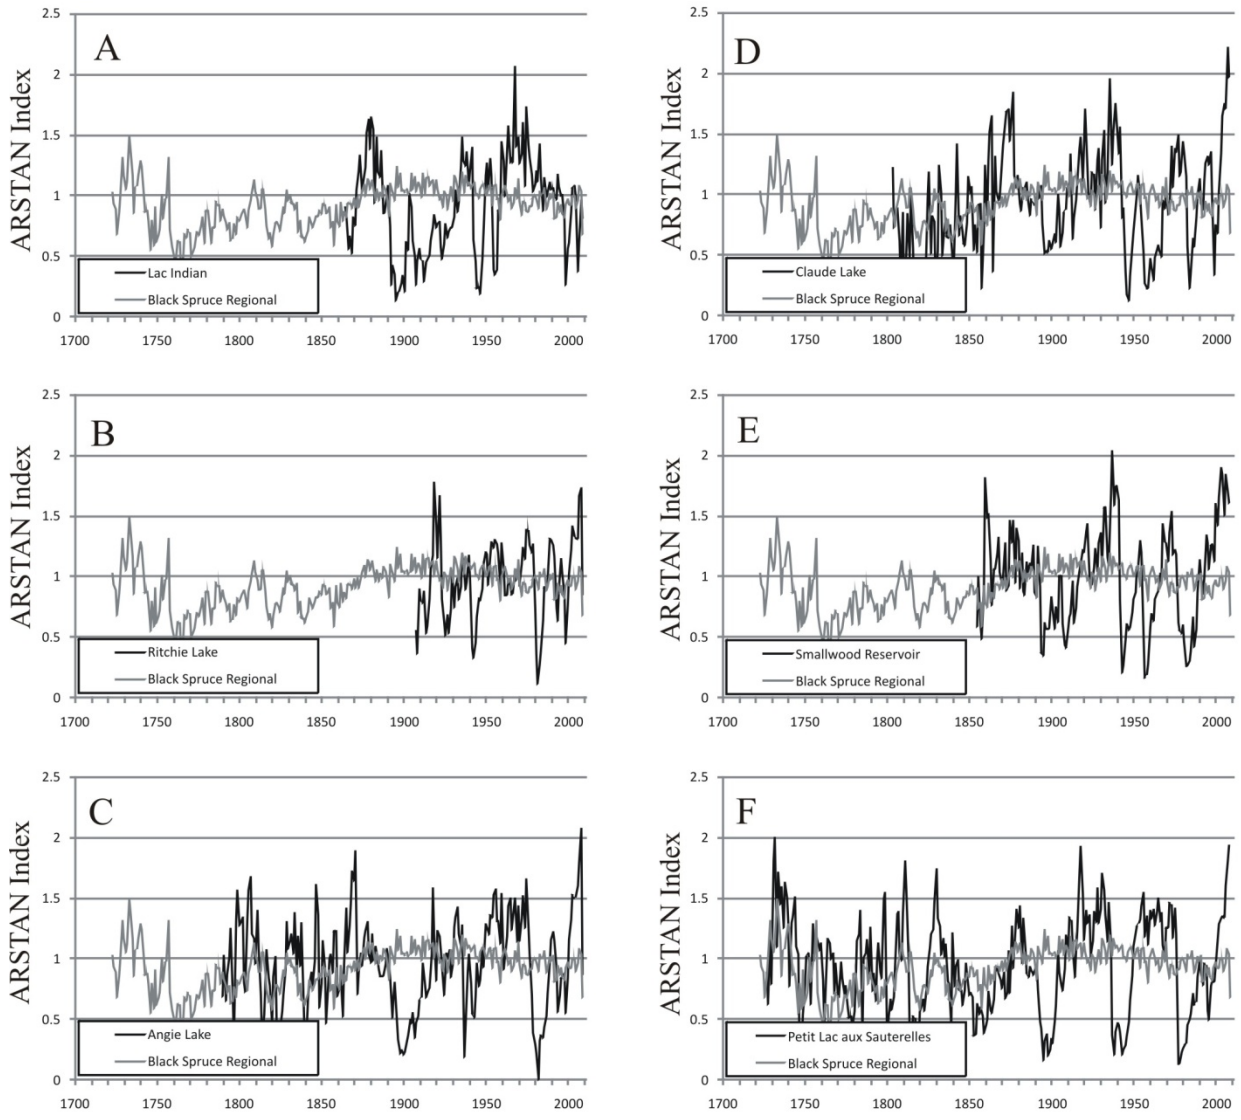 A
ARSTAN Index
2.5
2
1.5
1
0.5
0
Lac Indian
Black Spruce Regional
1700 1750 1800 1850 1900 1950 2000
D
ARSTAN Index
2.5
2
1.5
1
0.5
0
Claude Lake
Black Spruce Regional
1700 1750 1800 1850 1900 1950 2000
B
ARSTAN Index
2.5
2
1.5
1
0.5
0
Ritchie Lake
Black Spruce Regional
1700 1750 1800 1850 1900 1950 2000
E
ARSTAN Index
2.5
2
1.5
1
0.5
0
Smallwood Reservoir
Black Spruce Regional
1700 1750 1800 1850 1900 1950 2000
C
ARSTAN Index
2.5
2
1.5
1
0.5
0
Angie Lake
Black Spruce Regional
1700 1750 1800 1850 1900 1950 2000
F
ARSTAN Index
2.5
2
1.5
1
0.5
0
Petit Lac aux Sauterelles
Black Spruce Regional
1700 1750 1800 1850 1900 1950 2000